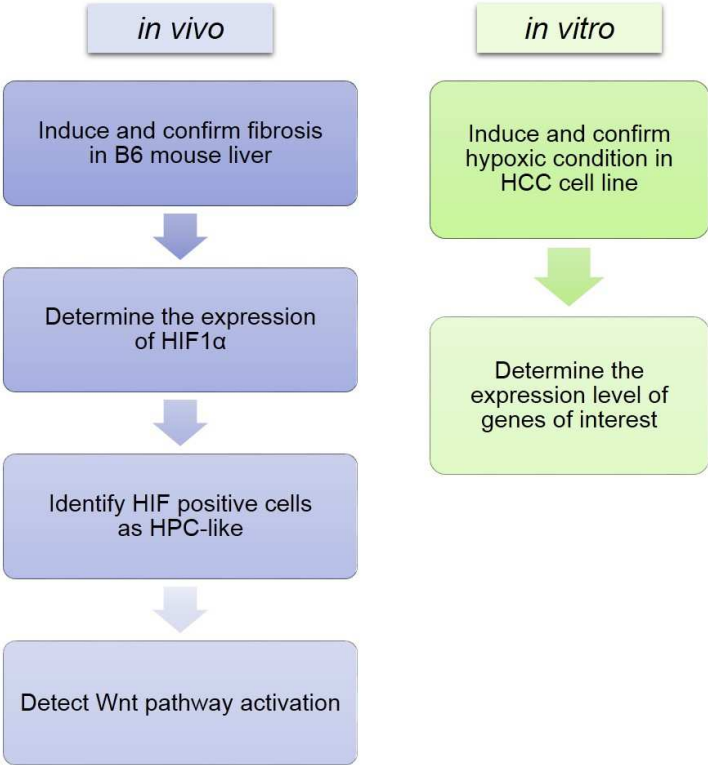 in vivo
Induce and confirm fibrosis
in B6 mouse liver
Determine the expression
of HIF1α
Identify HIF positive cells
as HPC-like
Detect Wnt pathway activation
in vitro
Induce and confirm
hypoxic condition in
HCC cell line
Determine the
expression level of
genes of interest